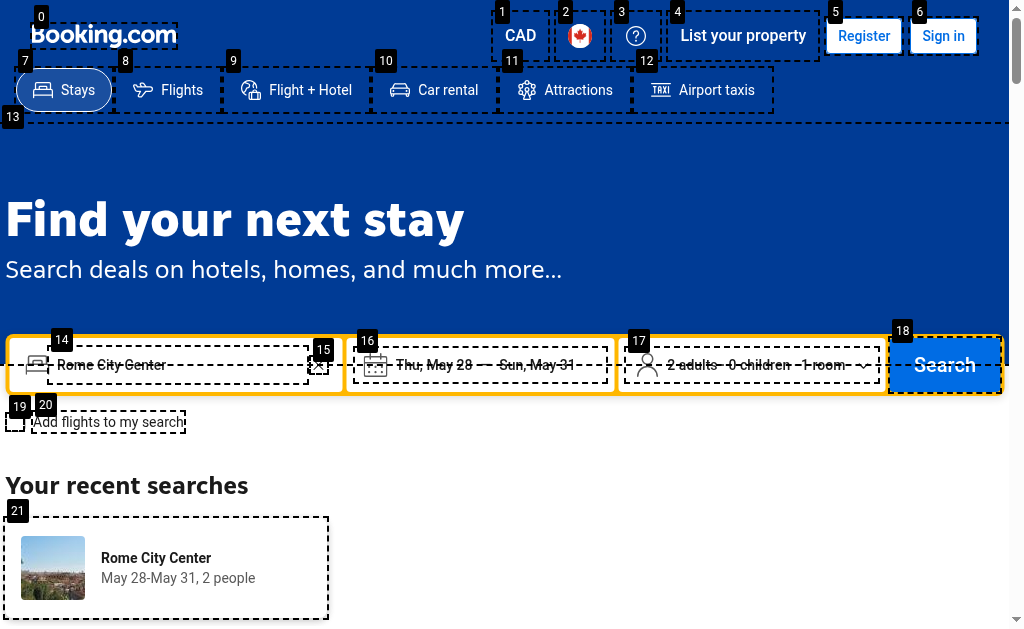 0
Booking.com
1
CAD
2
3
4
List your property
5
Register
6
Sign in
7
Stays
8
Flights
9
Flight + Hotel
10
Car rental
11
Attractions
12
TAXI
Airport taxis
13
Find your next stay
Search deals on hotels, homes, and much more...
14
Rome City Center
15
16
Thu, May 28 — Sun, May 31
17
2 adults · 0 children · 1 room
18
Search
19
20
Add flights to my search
Your recent searches
21
Rome City Center
May 28-May 31, 2 people